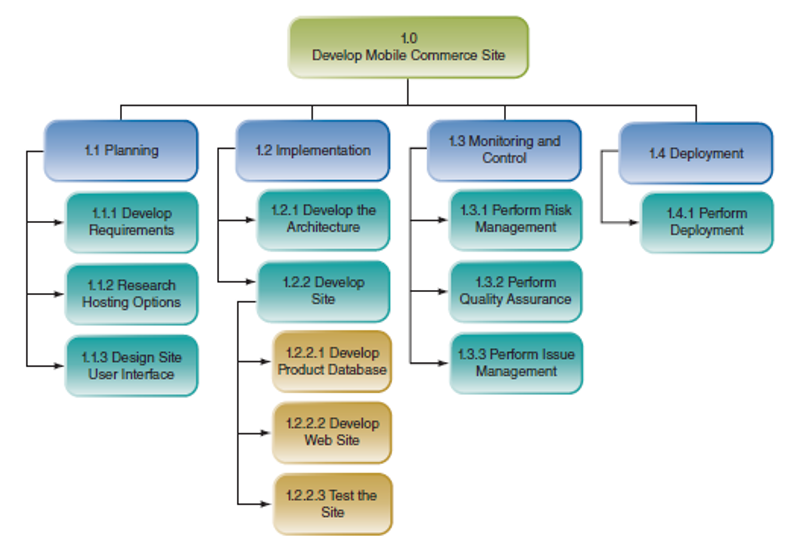 1.0
Develop Mobile Commerce Site
1.1 Planning
1.1.1 Develop
Requirements
1.1.2 Research
Hosting Options
1.1.3 Design Site
User Interface
1.2 Implementation
1.2.1 Develop the
Architecture
1.2.2 Develop
Site
1.2.2.1 Develop
Product Database
1.2.2.2 Develop
Web Site
1.2.2.3 Test the
Site
1.3 Monitoring and
Control
1.3.1 Perform Risk
Management
1.3.2 Perform
Quality Assurance
1.3.3 Perform Issue
Management
1.4 Deployment
1.4.1 Perform
Deployment